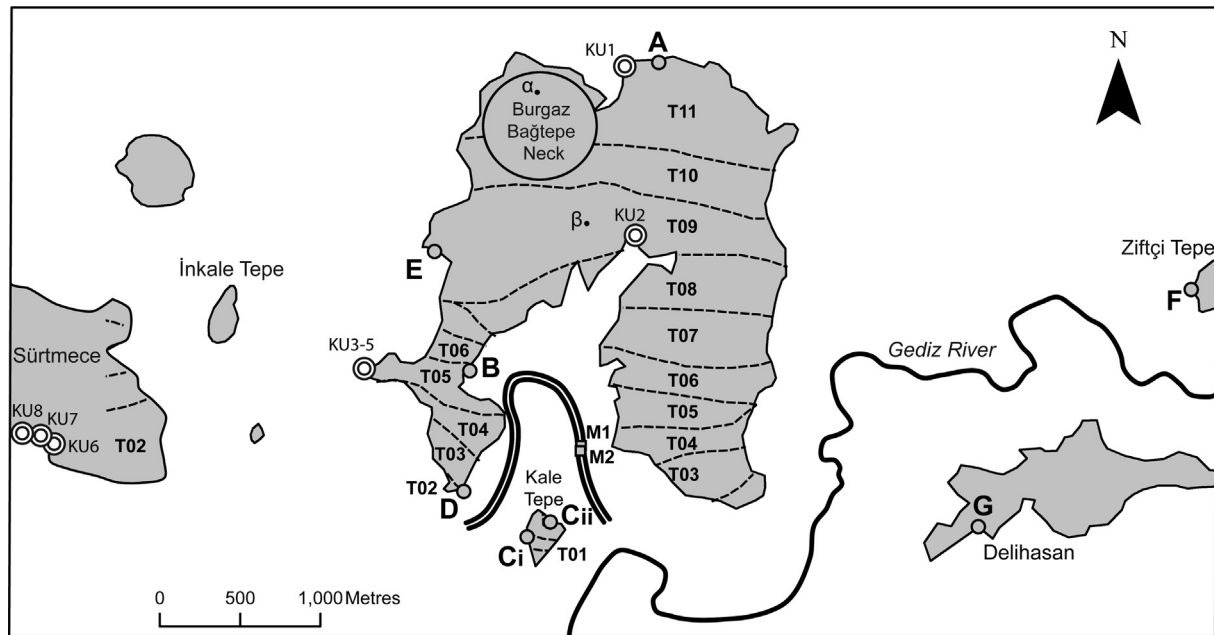 N
KU1
A
α
Burgaz
Bağtepe
Neck
T11
T10
β
KU2
T09
E
İnkale Tepe
Ziftçi Tepe
F
T08
Sürtmece
KU3-5
T06
B
T05
T07
Gediz River
T06
T05
T04
T03
KU8
KU7
KU6
T02
T04
T03
T02
D
M1
M2
Kale
Tepe
Cii
Ci
T01
G
Delihasan
0 500 1,000 Metres